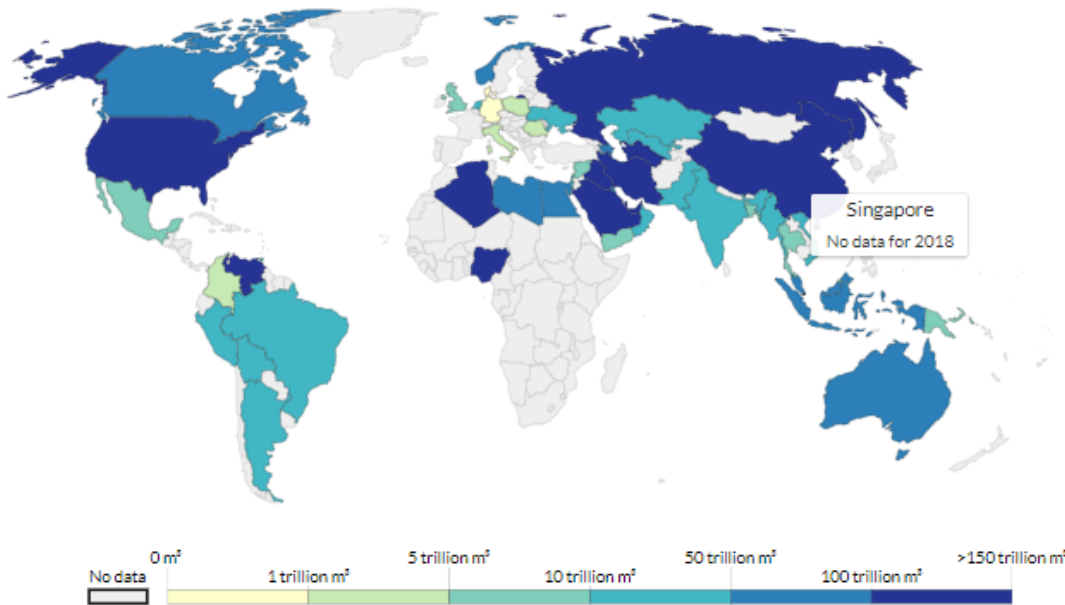 Singapore
No data for 2018
0 m³
5 trillion m³
50 trillion m³
>150 trillion m³
No data
1 trillion m³
10 trillion m³
100 trillion m³